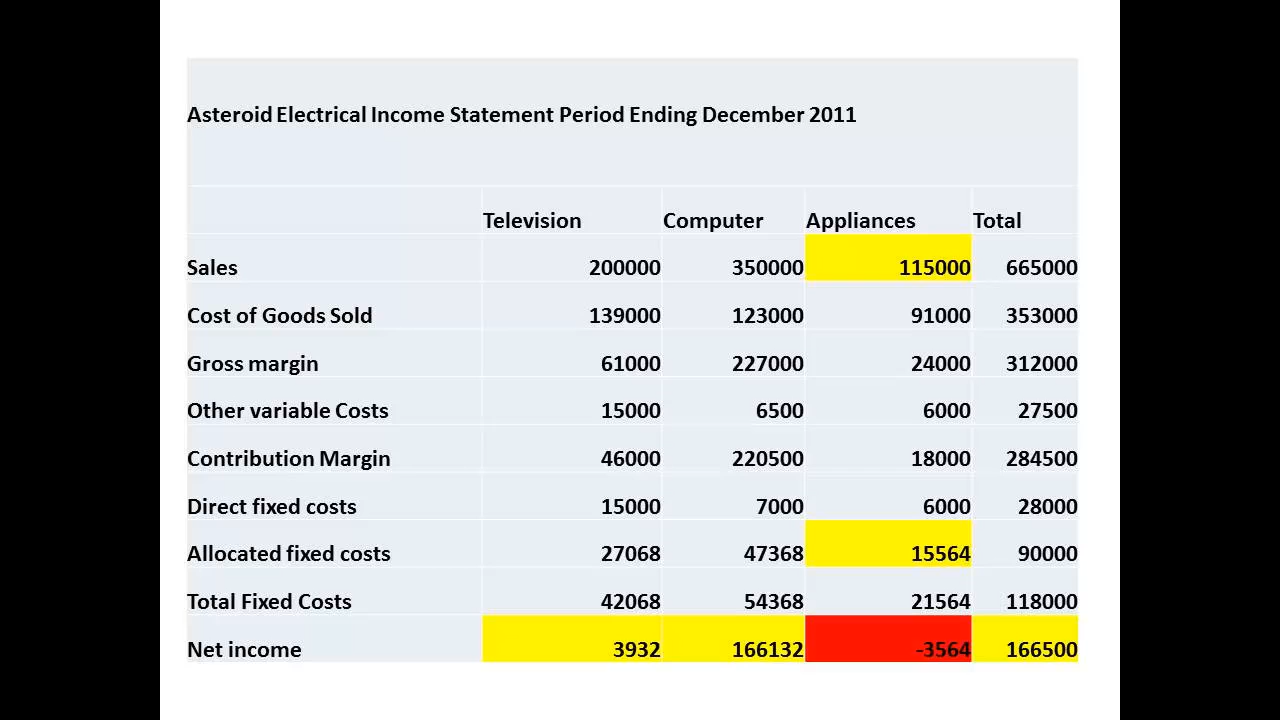 Asteroid Electrical Income Statement Period Ending December 2011
Television Computer Appliances Total
Sales 200000 350000 115000 665000
Cost of Goods Sold 139000 123000 91000 353000
Gross margin 61000 227000 24000 312000
Other variable Costs 15000 6500 6000 27500
Contribution Margin 46000 220500 18000 284500
Direct fixed costs 15000 7000 6000 28000
Allocated fixed costs 27068 47368 15564 90000
Total Fixed Costs 42068 54368 21564 118000
Net income 3932 166132 -3564 166500